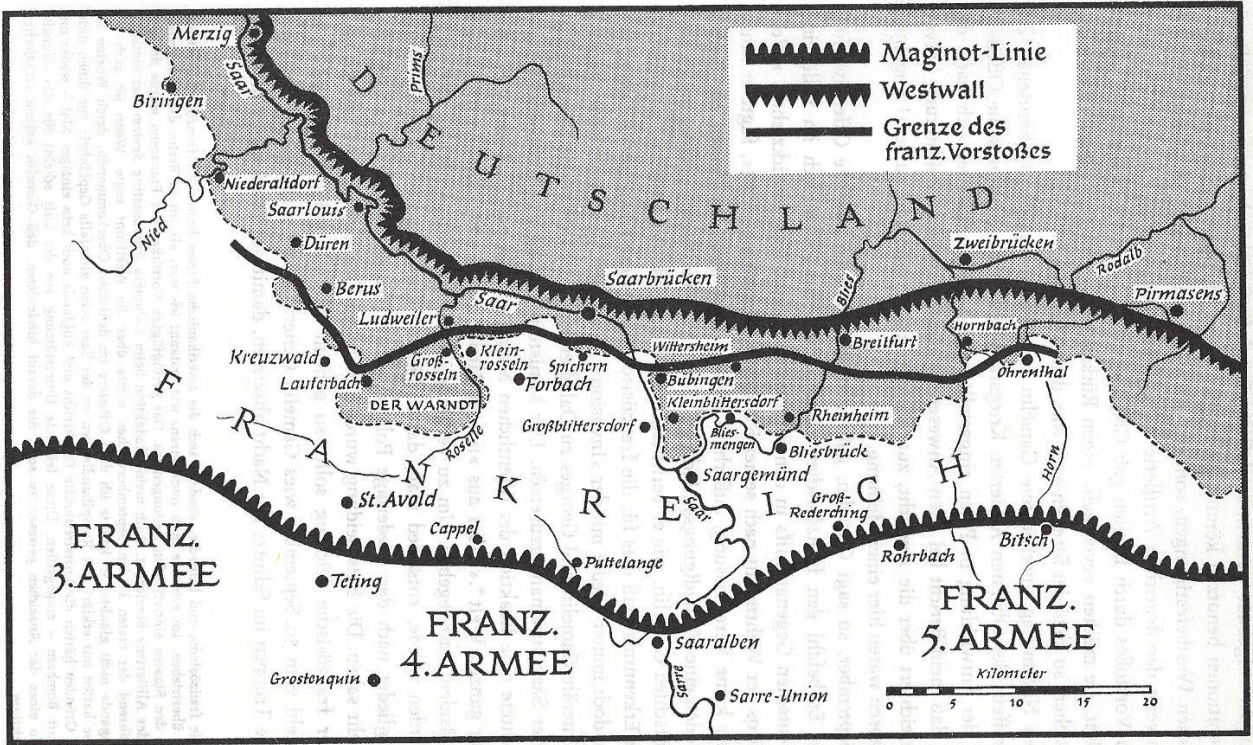 Merzig
Saar
Prims
Biringen
Maginot-Linie
Westwall
Grenze des
franz. Vorstoßes
DEUTSCHLAND
Niederaltdorf
Nied
Saarlouis
Düren
Zweibrücken
Rodalb
Berus
Saar
Saarbrücken
Blies
Pirmasens
Ludweiler
Hornbach
Kreuzwald
Groß-
rosseln
Klein-
rosseln
Spichern
Wittersheim
Breitfurt
Ohrenthal
Lauterbach
Forbach
Bübingen
DER WARNDT
Kleinblittersdorf
Rheinheim
Großblittersdorf
Blies-
mengen
Bliesbrück
Roselle
FRANKREICH
Saargemünd
Saar
Horn
St. Avold
Groß-
Rederching
Cappel
Rohrbach
Bitsch
FRANZ.
3. ARMEE
Puttelange
Teting
FRANZ.
4. ARMEE
Saaralben
FRANZ.
5. ARMEE
Grostenquin
Sarre
Sarre-Union
Kilometer
0 5 10 15 20